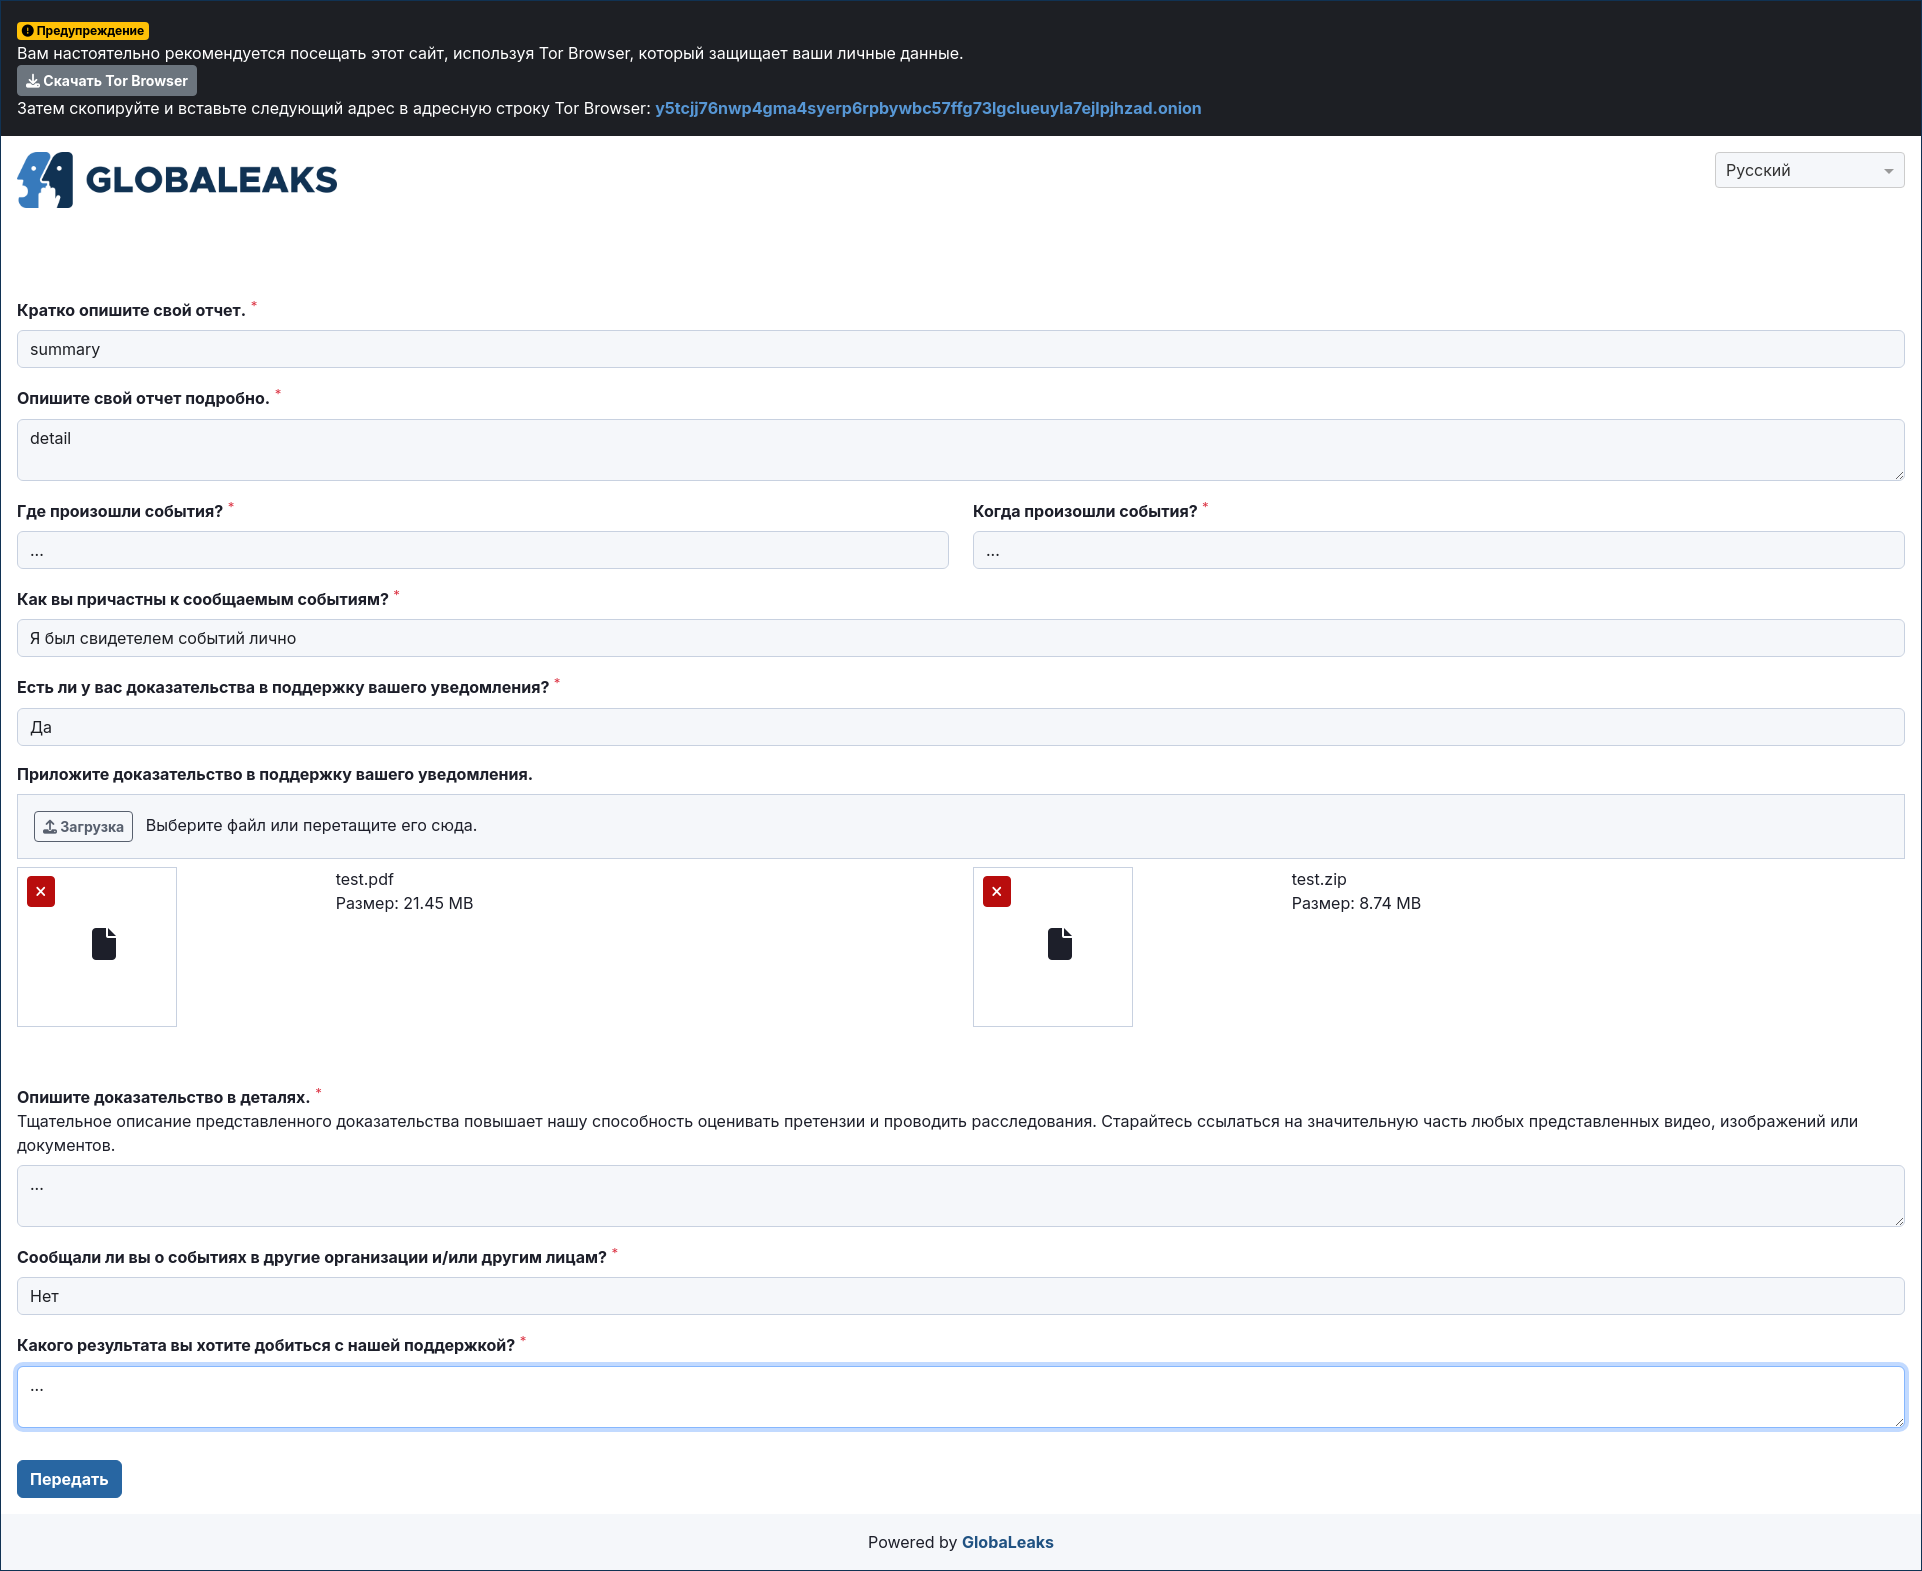 Предупреждение
Вам настоятельно рекомендуется посещать этот сайт, используя Tor Browser, который защищает ваши личные данные.
Скачать Tor Browser
Затем скопируйте и вставьте следующий адрес в адресную строку Tor Browser: y5tcjj76nwp4gma4syerp6rpbywbc57ffg73lgclueuyla7ejlpjhzad.onion
GLOBALEAKS
Русский
Кратко опишите свой отчет. *
summary
Опишите свой отчет подробно. *
detail
Где произошли события? *
...
Когда произошли события? *
...
Как вы причастны к сообщаемым событиям? *
Я был свидетелем событий лично
Есть ли у вас доказательства в поддержку вашего уведомления? *
Да
Приложите доказательство в поддержку вашего уведомления.
Загрузка Выберите файл или перетащите его сюда.
test.pdf
Размер: 21.45 MB
test.zip
Размер: 8.74 MB
Опишите доказательство в деталях. *
Тщательное описание представленного доказательства повышает нашу способность оценивать претензии и проводить расследования. Старайтесь ссылаться на значительную часть любых представленных видео, изображений или
документов.
...
Сообщали ли вы о событиях в другие организации и/или другим лицам? *
Нет
Какого результата вы хотите добиться с нашей поддержкой? *
...
Передать
Powered by GlobaLeaks